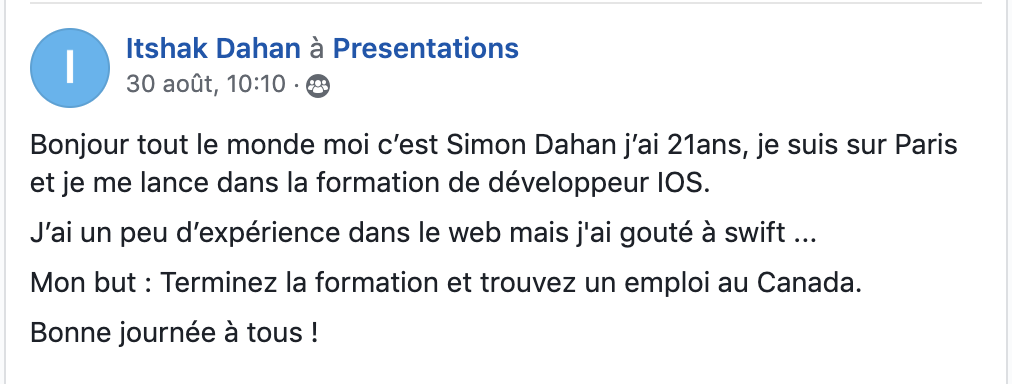 I
Itshak Dahan à Presentations
30 août, 10:10 ·
Bonjour tout le monde moi c’est Simon Dahan j’ai 21ans, je suis sur Paris
et je me lance dans la formation de développeur IOS.
J’ai un peu d’expérience dans le web mais j'ai gouté à swift ...
Mon but : Terminez la formation et trouvez un emploi au Canada.
Bonne journée à tous !